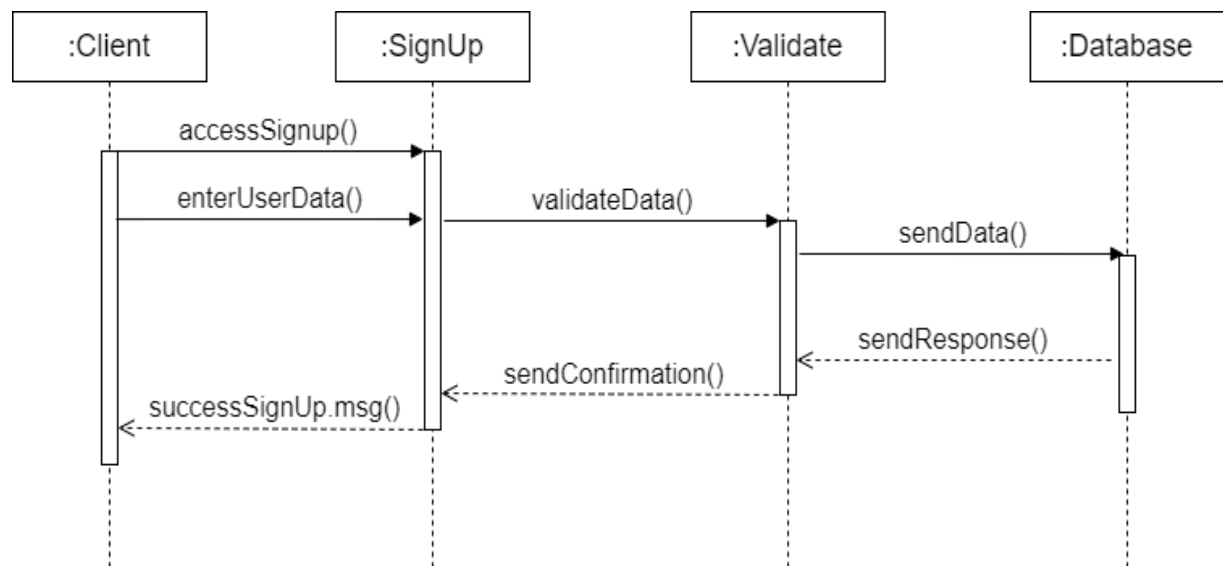 :Client
:SignUp
:Validate
:Database
accessSignup()
enterUserData()
validateData()
sendData()
sendResponse()
sendConfirmation()
successSignUp.msg()